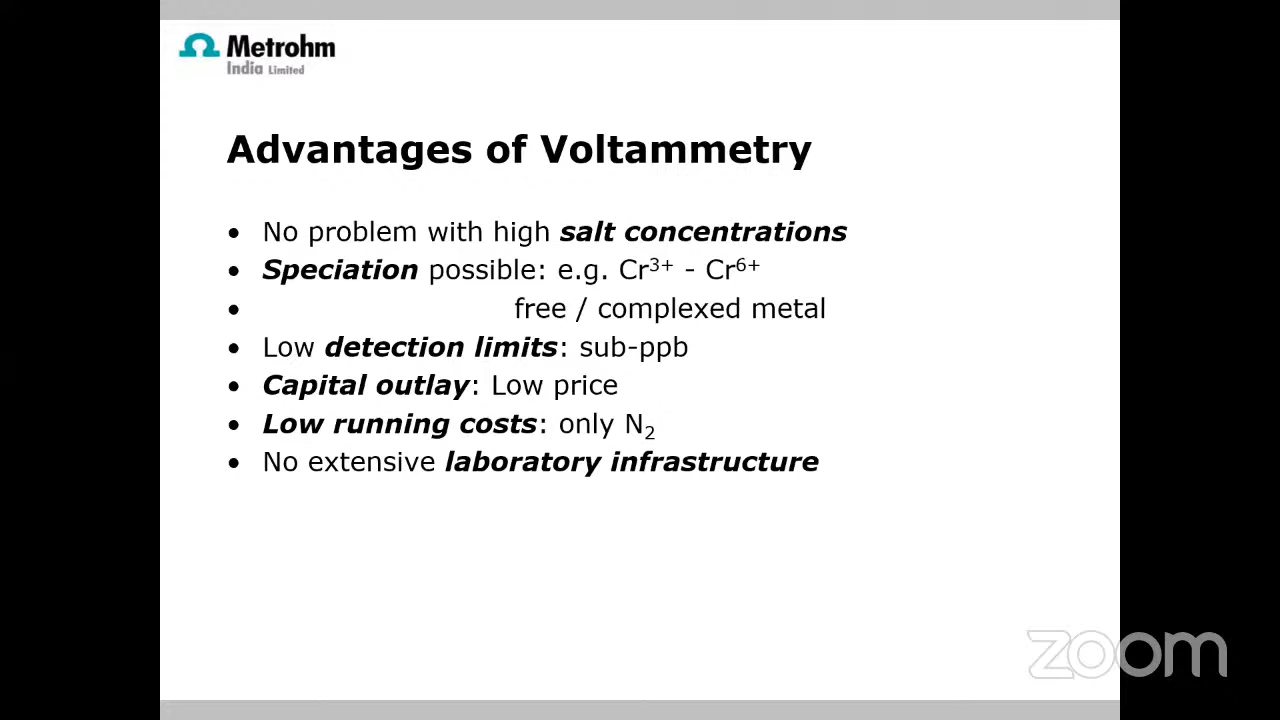 Metrohm
India Limited
Advantages of Voltammetry
• No problem with high salt concentrations
• Speciation possible: e.g. Cr³⁺ - Cr⁶⁺
• free / complexed metal
• Low detection limits: sub-ppb
• Capital outlay: Low price
• Low running costs: only N₂
• No extensive laboratory infrastructure
zoom